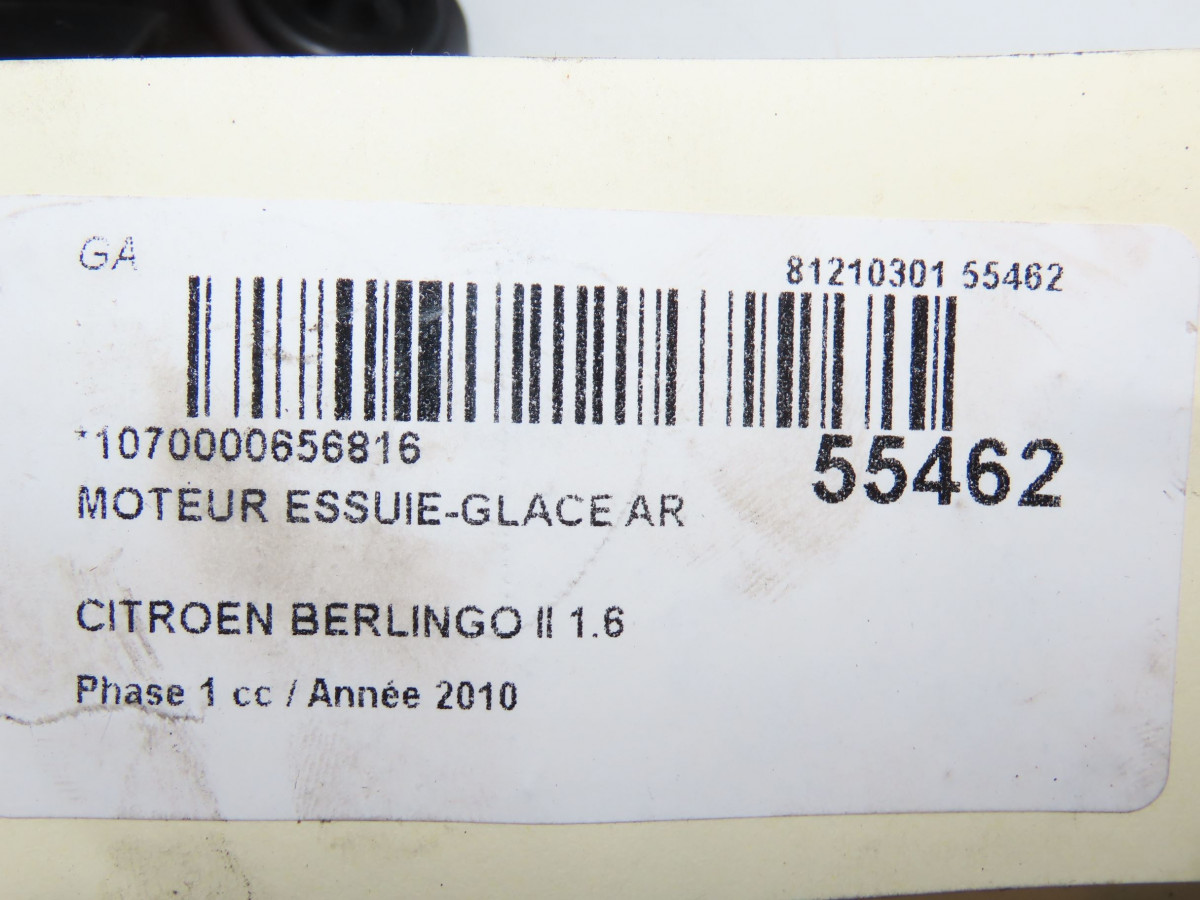 GA
81210301 55462
*1070000656816
55462
MOTEUR ESSUIE-GLACE AR
CITROEN BERLINGO II 1.6
Phase 1 cc / Année 2010